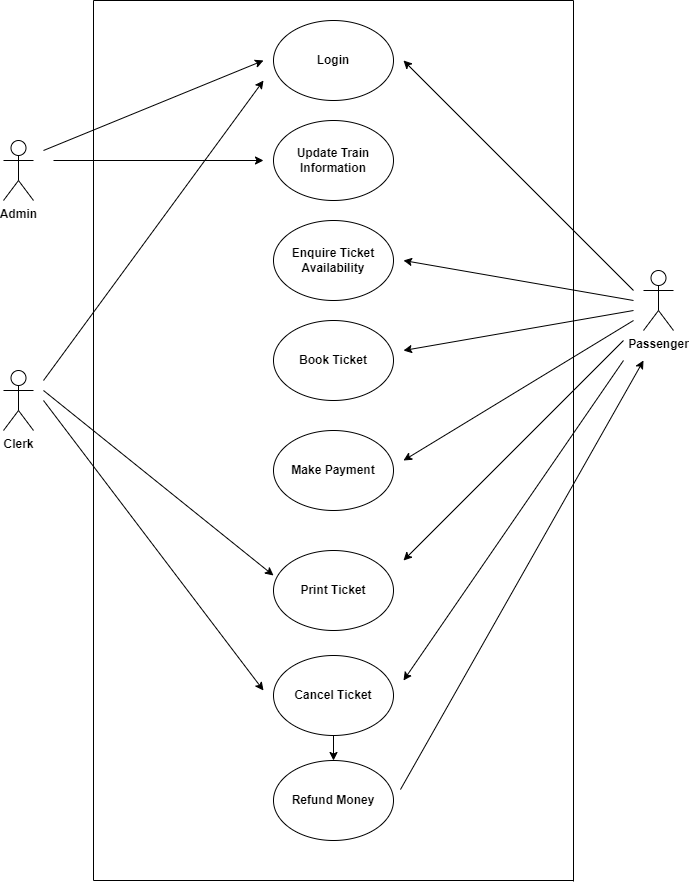 Login
Update Train
Information
Admin
Enquire Ticket
Availability
Passenger
Book Ticket
Clerk
Make Payment
Print Ticket
Cancel Ticket
Refund Money